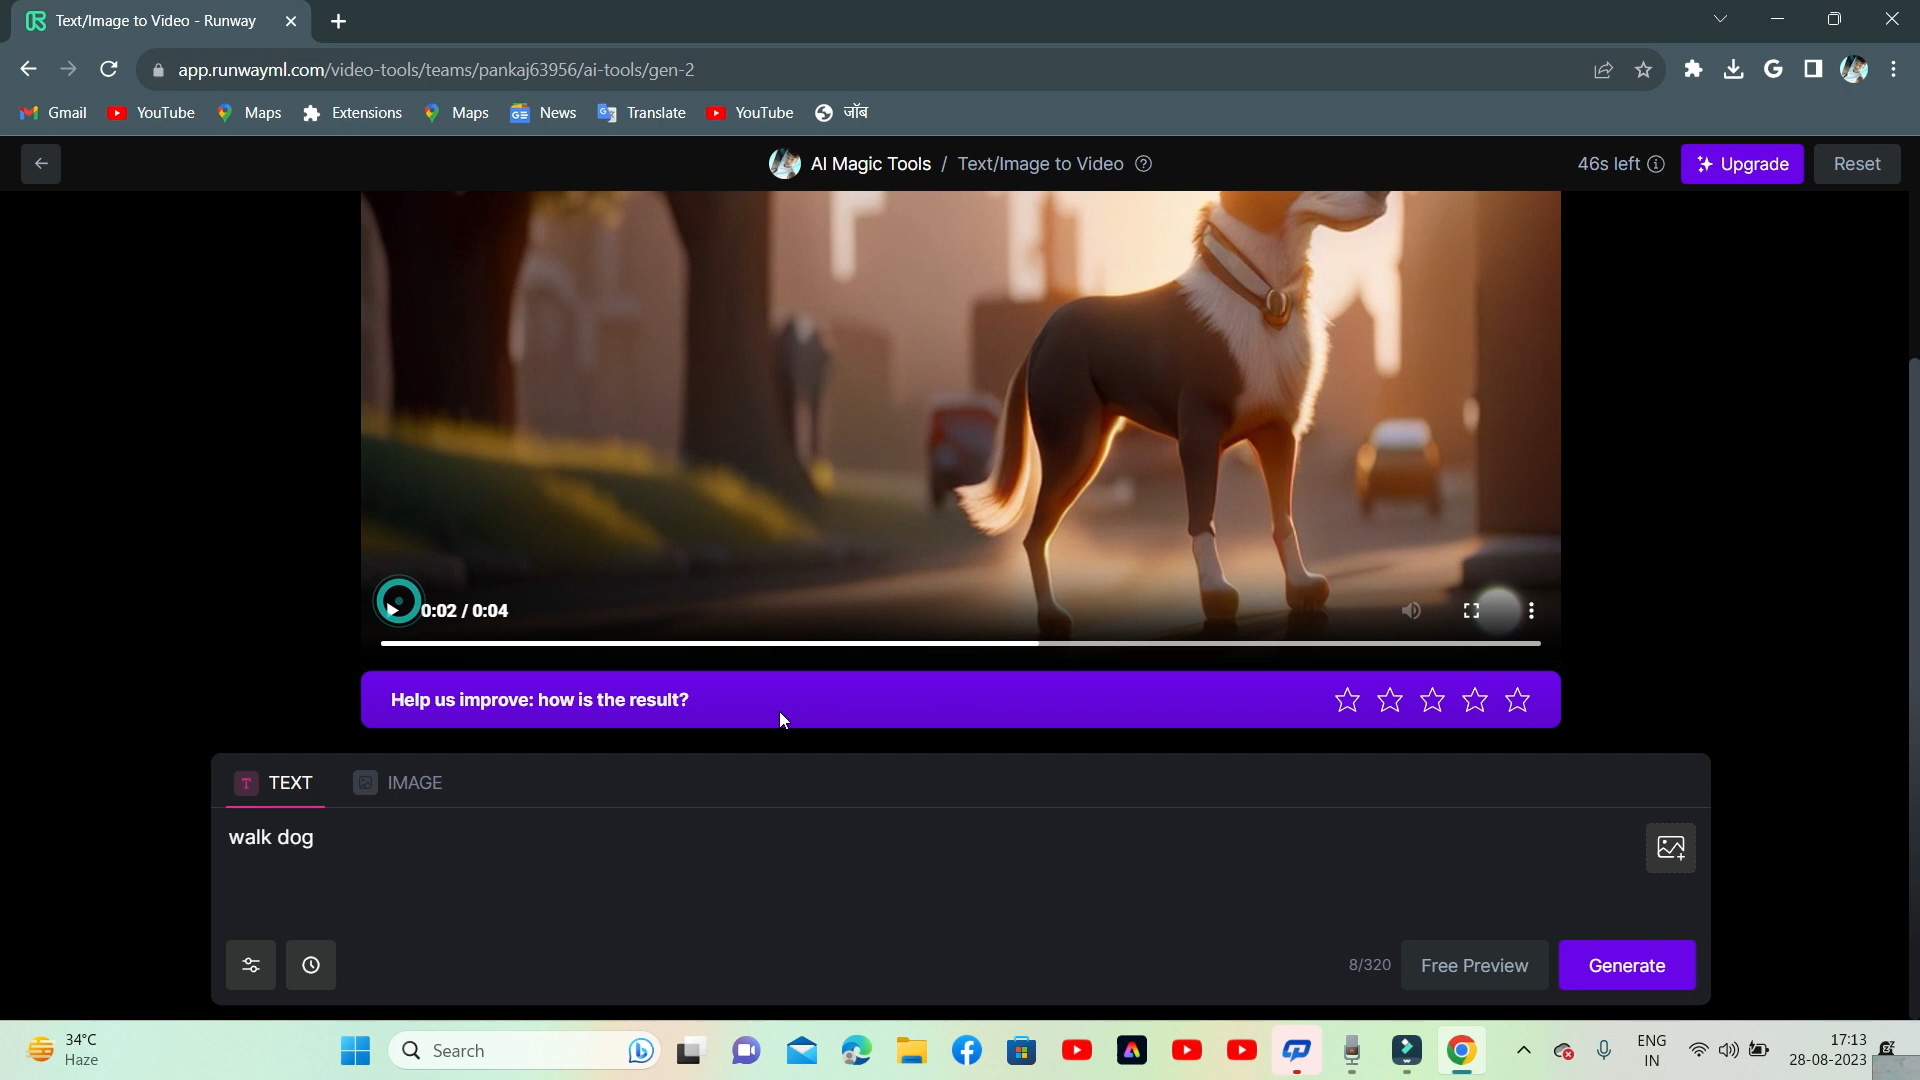 Text/Image to Video - Runway
app.runwayml.com/video-tools/teams/pankaj63956/ai-tools/gen-2
Gmail YouTube Maps Extensions Maps News Translate YouTube जॉब
AI Magic Tools / Text/Image to Video
46s left Upgrade Reset
0:02 / 0:04
Help us improve: how is the result?
TEXT IMAGE
walk dog
8/320 Free Preview Generate
34°C
Haze
Search
ENG
IN
17:13
28-08-2023